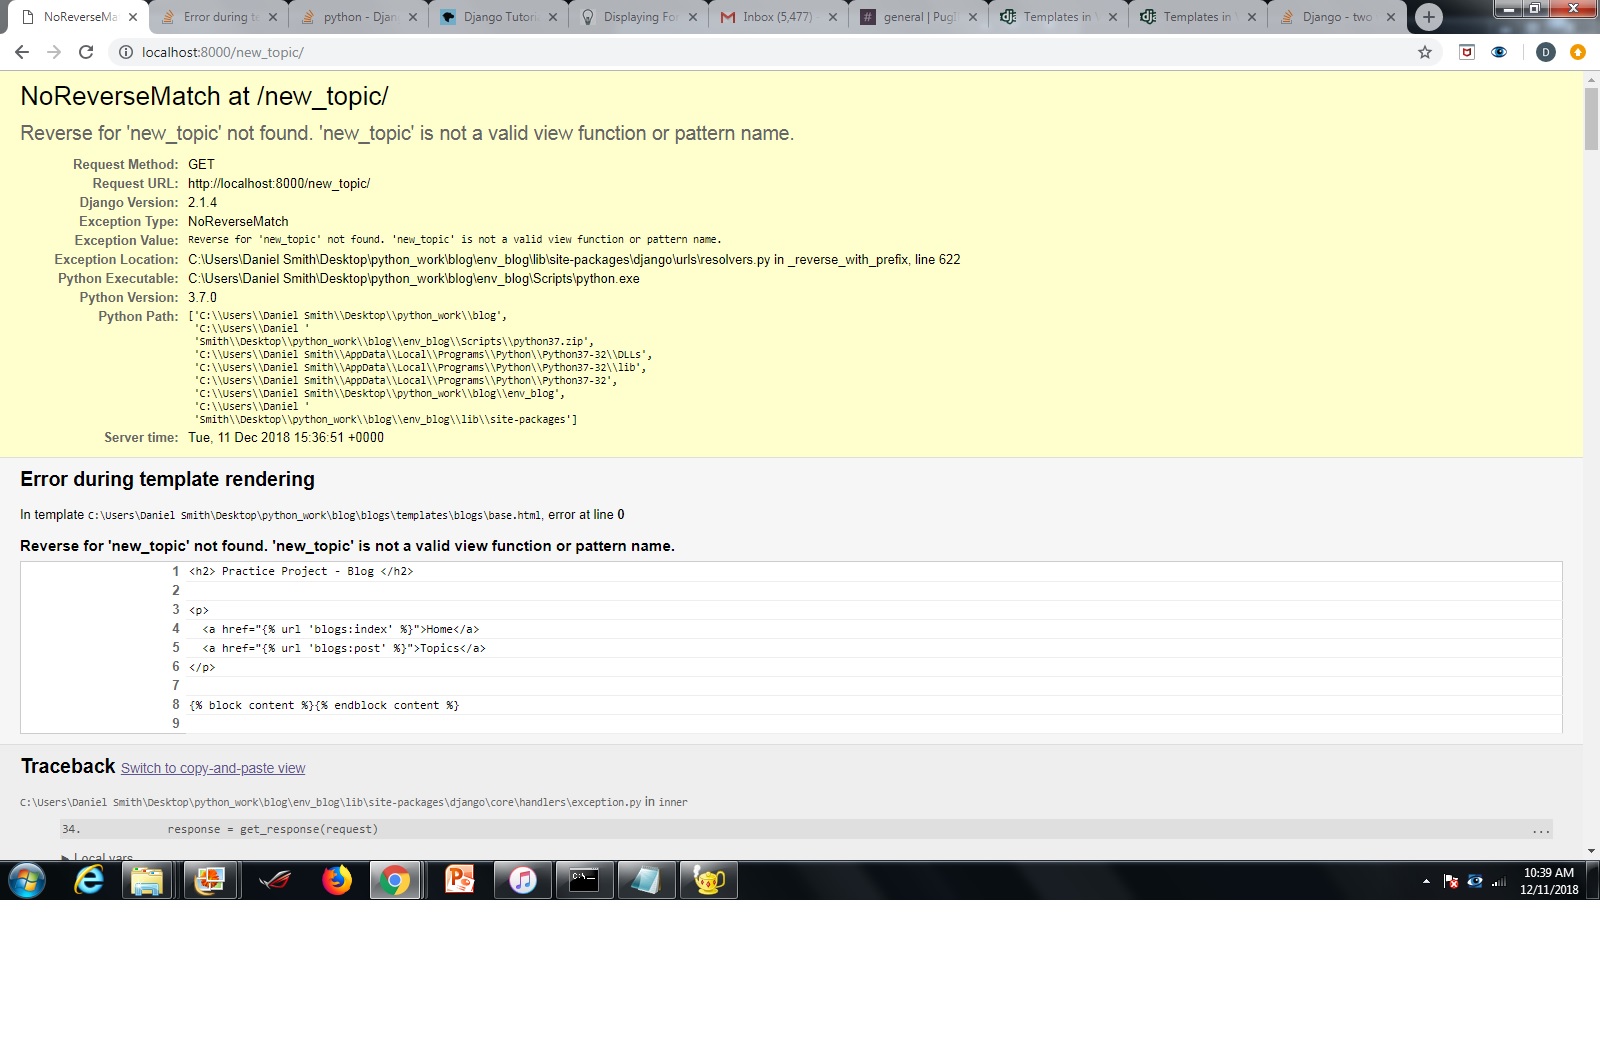 NoReverseMa
Error during te
python - Djan
Django Tutori
Displaying For
Inbox (5,477)
general | Pug
Templates in
Templates in
Django - two
localhost:8000/new_topic/
D
NoReverseMatch at /new_topic/
Reverse for 'new_topic' not found. 'new_topic' is not a valid view function or pattern name.
Request Method: GET
Request URL: http://localhost:8000/new_topic/
Django Version: 2.1.4
Exception Type: NoReverseMatch
Exception Value: Reverse for 'new_topic' not found. 'new_topic' is not a valid view function or pattern name.
Exception Location: C:\Users\Daniel Smith\Desktop\python_work\blog\env_blog\lib\site-packages\django\urls\resolvers.py in _reverse_with_prefix, line 622
Python Executable: C:\Users\Daniel Smith\Desktop\python_work\blog\env_blog\Scripts\python.exe
Python Version: 3.7.0
Python Path: ['C:\\Users\\Daniel Smith\\Desktop\\python_work\\blog',
'C:\\Users\\Daniel '
'Smith\\Desktop\\python_work\\blog\\env_blog\\Scripts\\python37.zip',
'C:\\Users\\Daniel Smith\\AppData\\Local\\Programs\\Python\\Python37-32\\DLLs',
'C:\\Users\\Daniel Smith\\AppData\\Local\\Programs\\Python\\Python37-32\\lib',
'C:\\Users\\Daniel Smith\\AppData\\Local\\Programs\\Python\\Python37-32',
'C:\\Users\\Daniel Smith\\Desktop\\python_work\\blog\\env_blog',
'C:\\Users\\Daniel '
'Smith\\Desktop\\python_work\\blog\\env_blog\\lib\\site-packages']
Server time: Tue, 11 Dec 2018 15:36:51 +0000
Error during template rendering
In template C:\Users\Daniel Smith\Desktop\python_work\blog\blogs\templates\blogs\base.html, error at line 0
Reverse for 'new_topic' not found. 'new_topic' is not a valid view function or pattern name.
1 <h2> Practice Project - Blog </h2>
2
3 <p>
4 <a href="{% url 'blogs:index' %}">Home</a>
5 <a href="{% url 'blogs:post' %}">Topics</a>
6 </p>
7
8 {% block content %}{% endblock content %}
9
Traceback Switch to copy-and-paste view
C:\Users\Daniel Smith\Desktop\python_work\blog\env_blog\lib\site-packages\django\core\handlers\exception.py in inner
34. response = get_response(request) ...
▶ Local vars
10:39 AM
12/11/2018